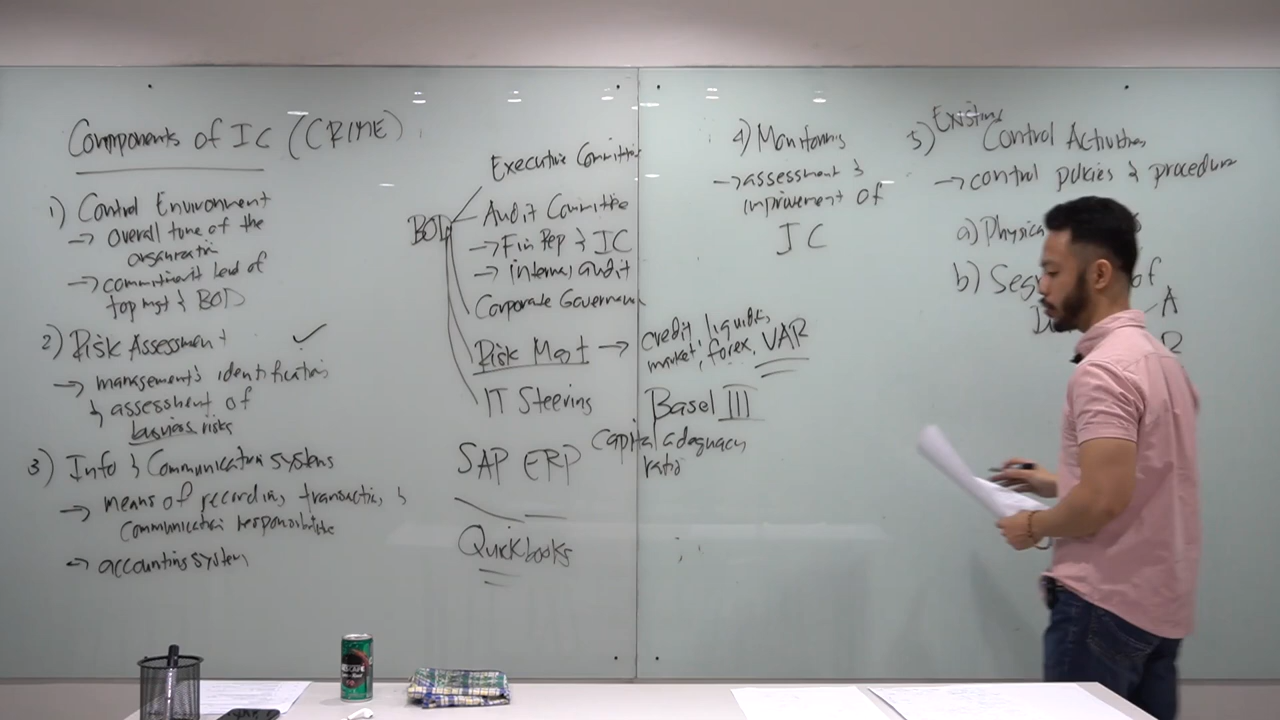 Components of IC (CRIME)
1) Control Environment
→ overall tone of the
organization
→ commitment level of
top mgt & BOD
2) Risk Assessment
→ management's identification
& assessment of
business risks
3) Info & Communication systems
→ means of recording transactions &
communication responsibilities
→ accounting system
BOD
Executive Committee
Audit Committee
→ Fin Rep & IC
→ internal audit
Corporate Governance
Risk Mgmt → credit, liquidity,
market, forex, VAR
IT Steering
Basel III
capital adequacy
ratio
SAP ERP
Quickbooks
4) Monitoring
→ assessment &
improvement of
IC
5) Existing Control Activities
→ control policies & procedures
a) Physica
b) Seg of
A
R